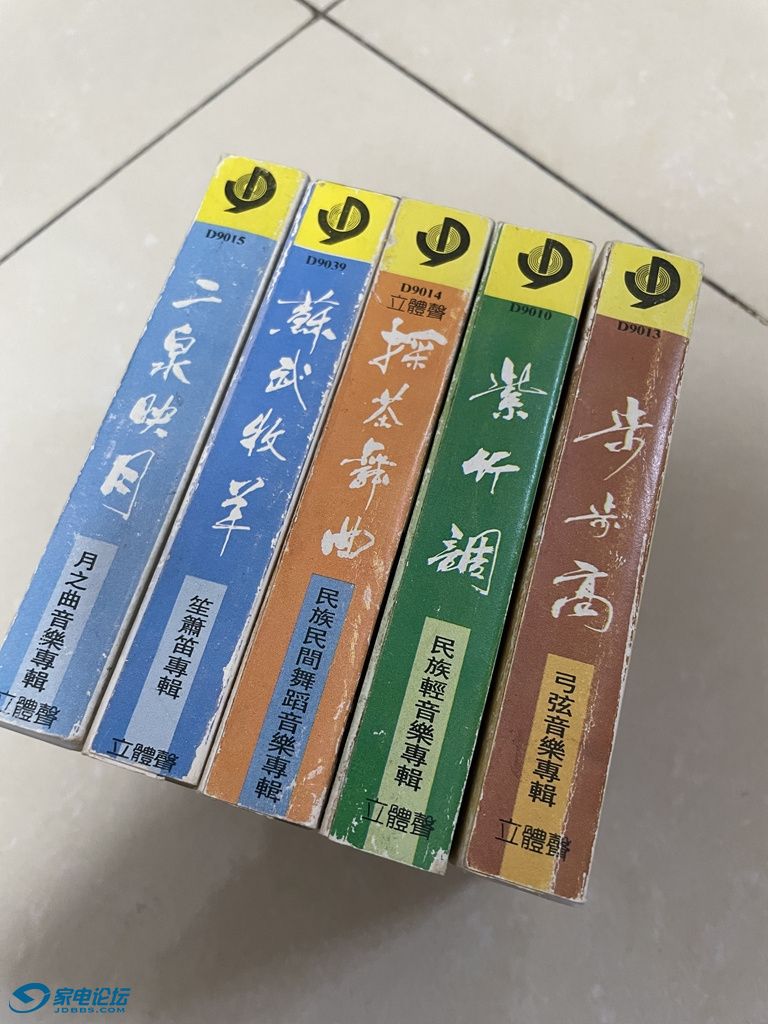 D9015
二泉映月
月之曲音樂專輯
立體聲
D9039
蘇武牧羊
笙簫笛專輯
立體聲
D9014
立體聲
採茶舞曲
民族民間舞蹈音樂專輯
D9010
紫竹調
民族輕音樂專輯
立體聲
D9013
步步高
弓弦音樂專輯
立體聲
家电论坛
JDBBS.COM